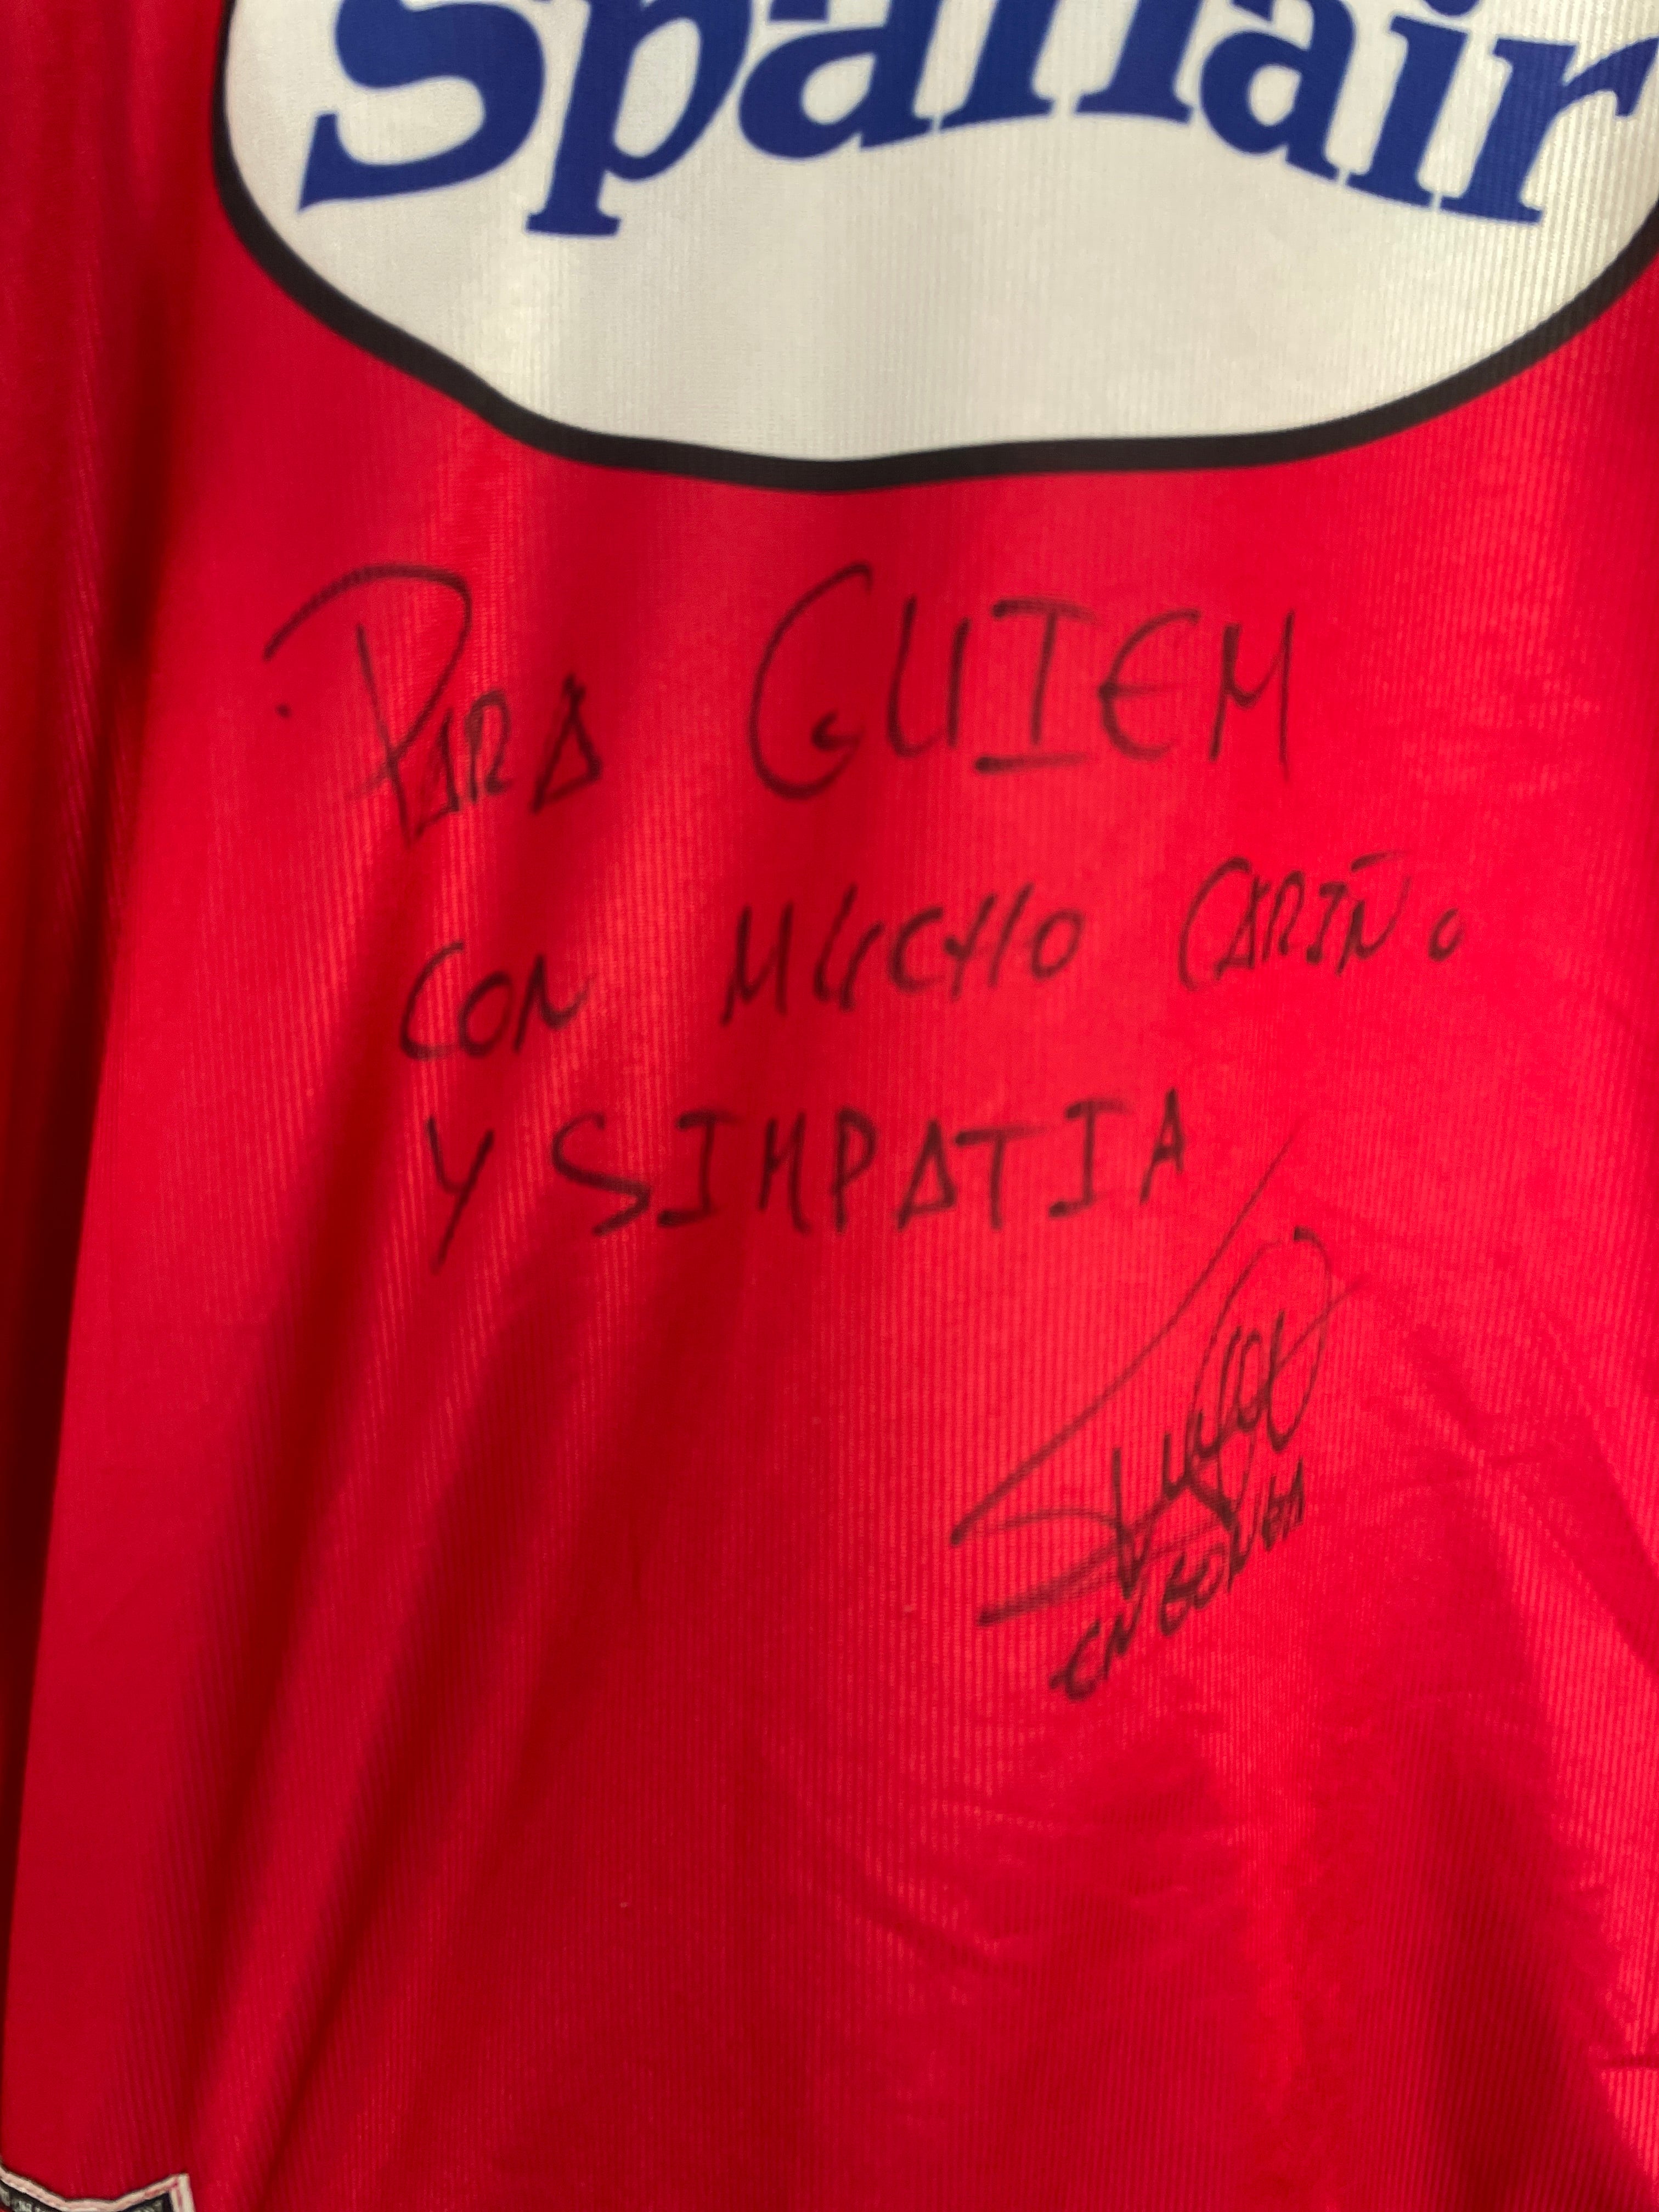 Spanair
PARA GUIEM
CON MUCHO CARIÑO
Y SIMPATIA